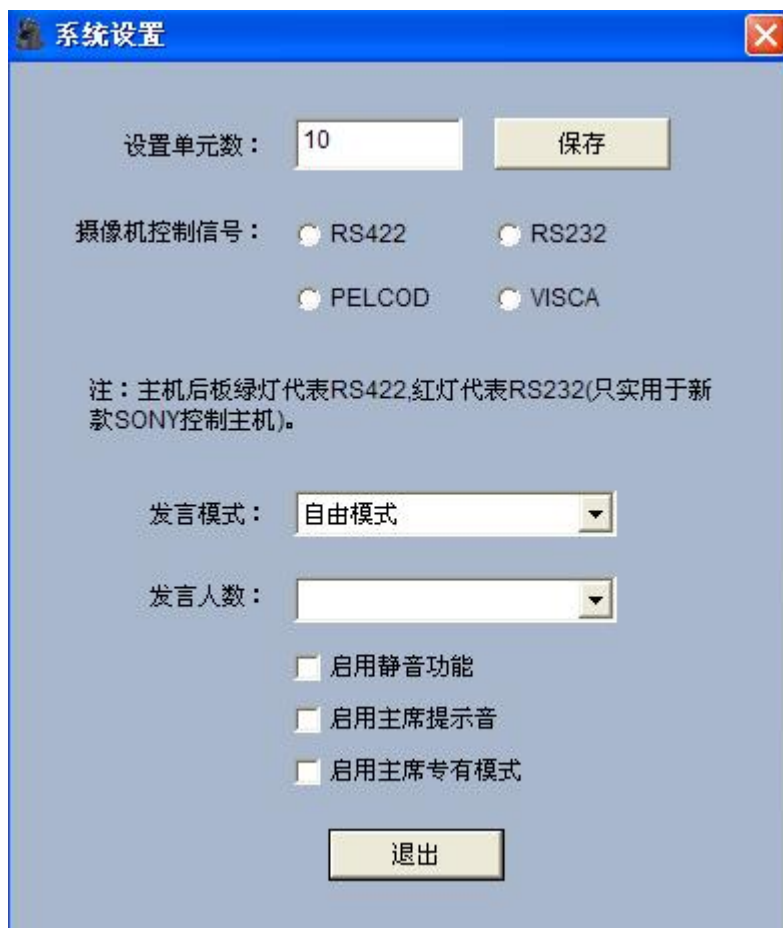 系统设置
设置单元数： 10 保存
摄像机控制信号： RS422 RS232
PELCOD VISCA
注：主机后板绿灯代表RS422,红灯代表RS232(只实用于新
款SONY控制主机)。
发言模式： 自由模式
发言人数：
启用静音功能
启用主席提示音
启用主席专有模式
退出